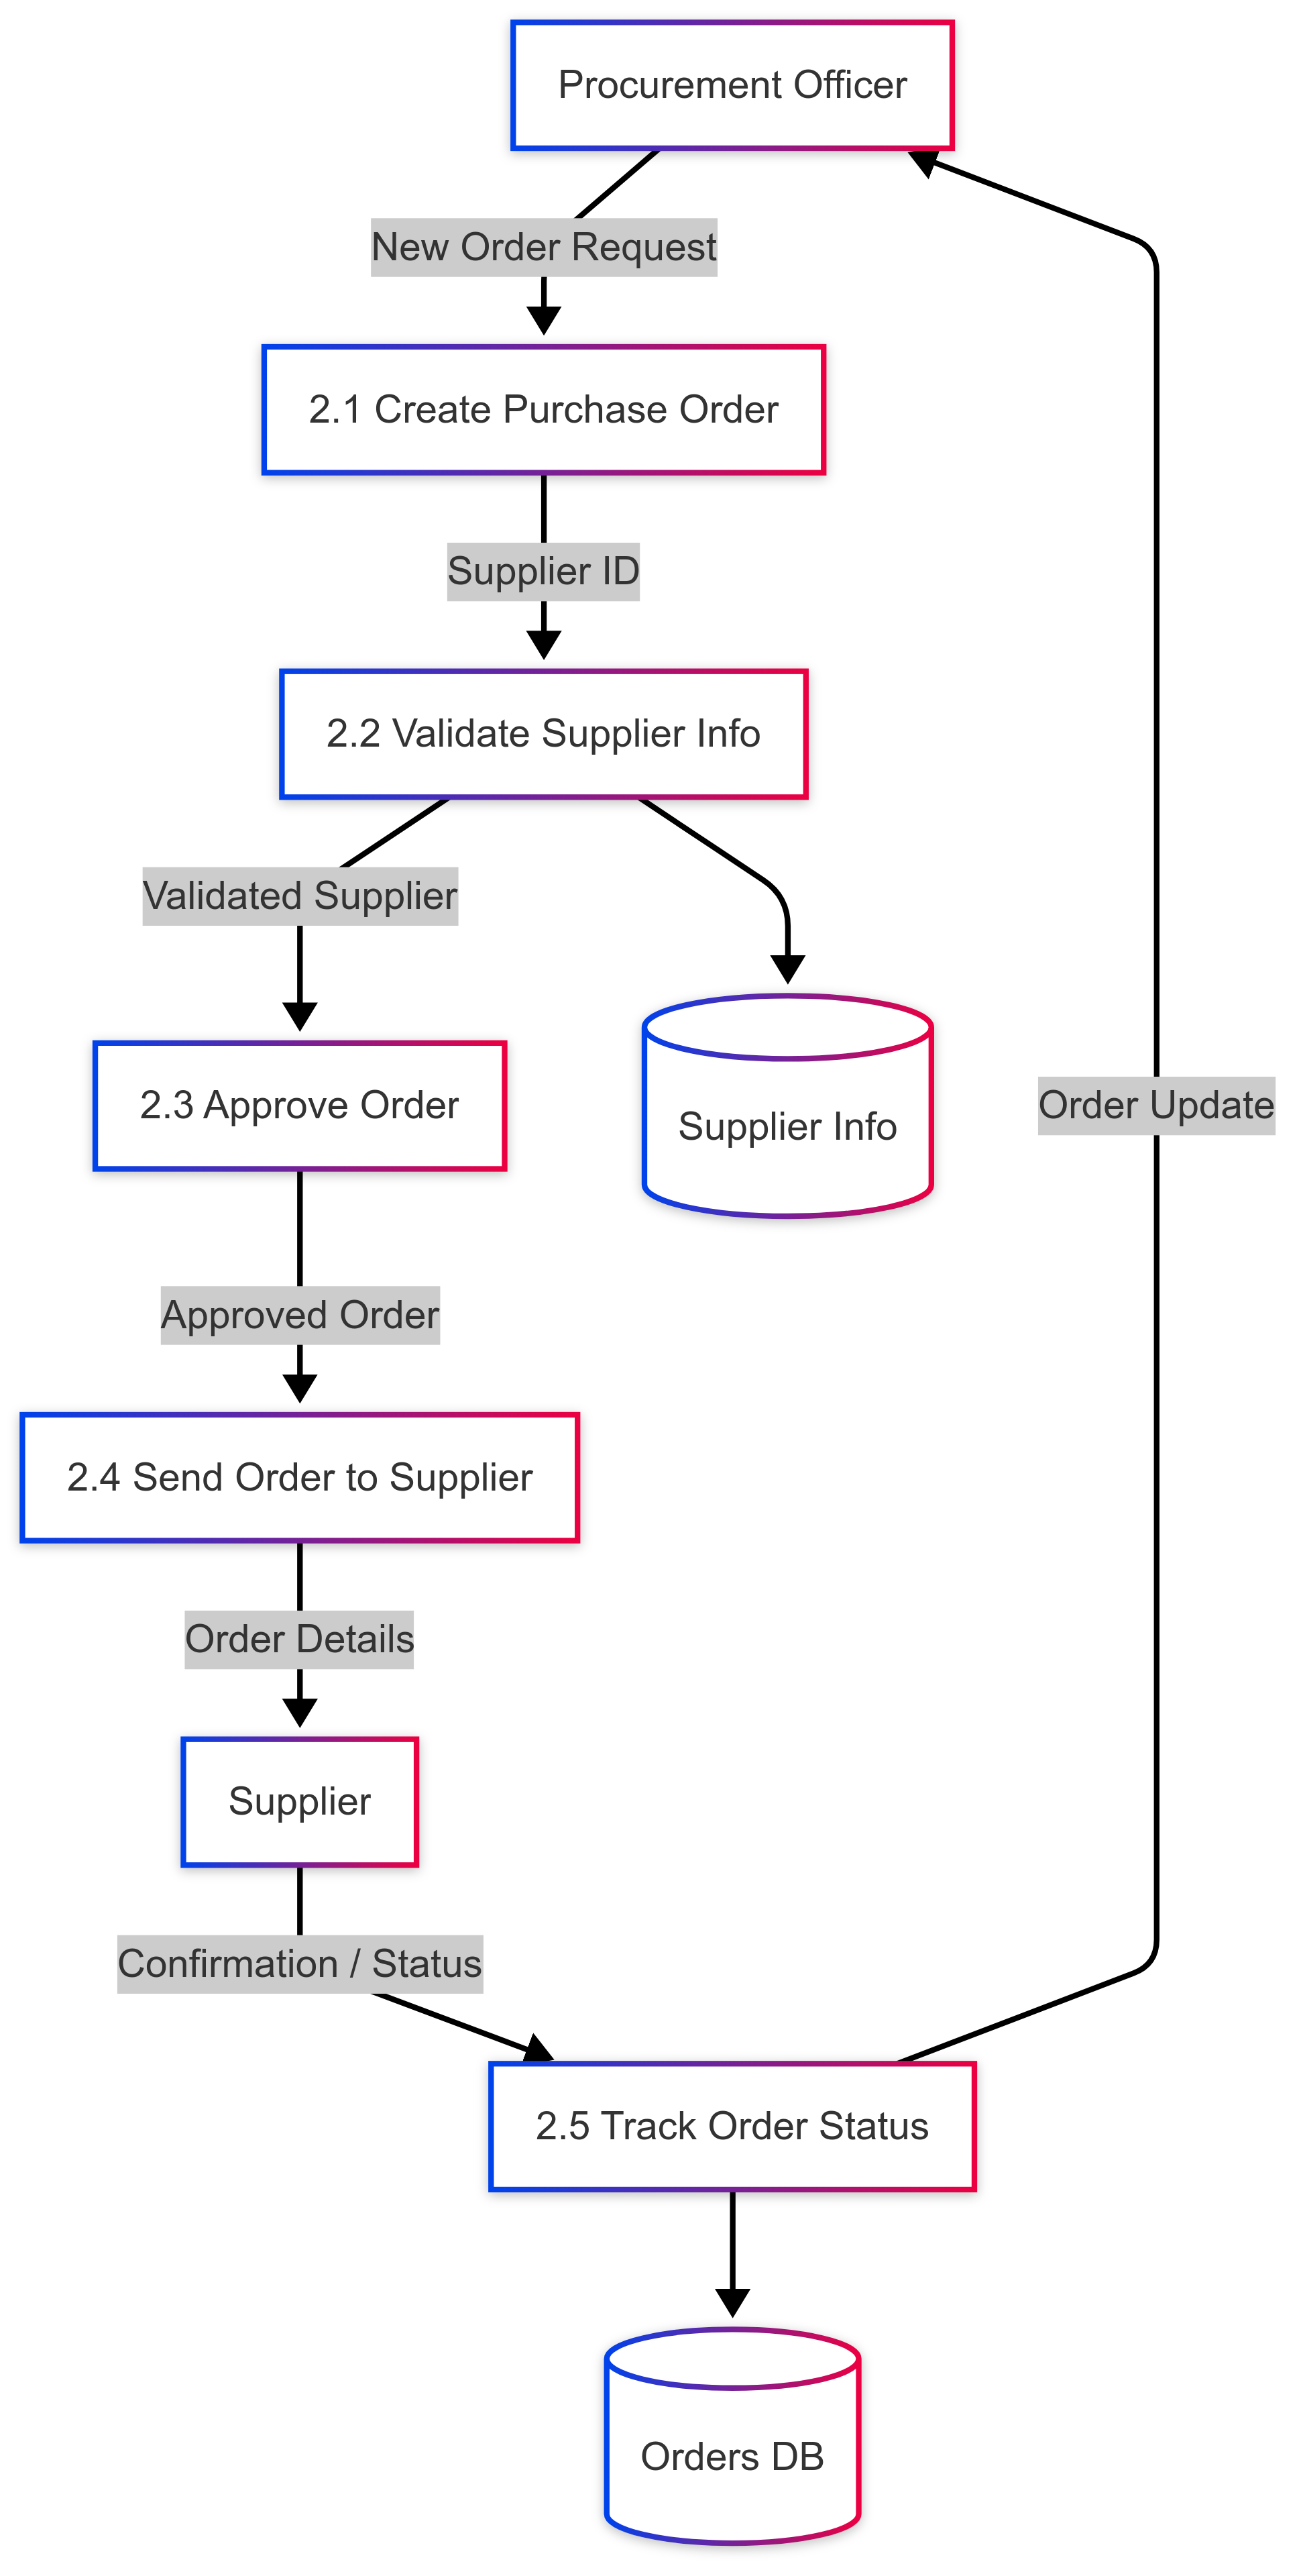 Procurement Officer
New Order Request
2.1 Create Purchase Order
Supplier ID
2.2 Validate Supplier Info
Validated Supplier
2.3 Approve Order
Supplier Info
Order Update
Approved Order
2.4 Send Order to Supplier
Order Details
Supplier
Confirmation / Status
2.5 Track Order Status
Orders DB